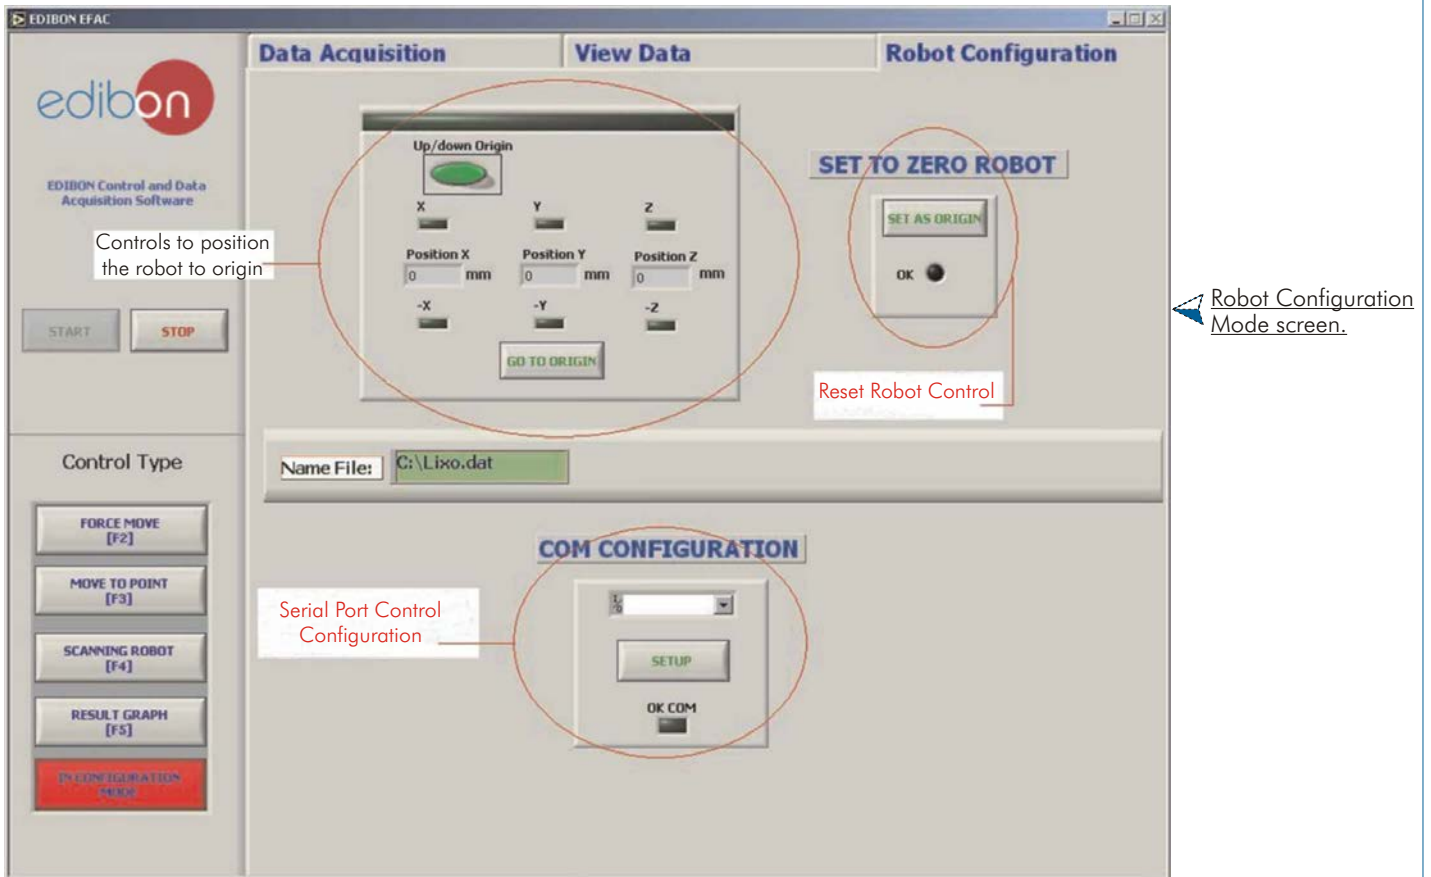 EDIBON EFAC
Data Acquisition
View Data
Robot Configuration
edibon
EDIBON Control and Data
Acquisition Software
Controls to position
the robot to origin
START
STOP
Up/down Origin
X
Y
Z
Position X
Position Y
Position Z
0 mm
0 mm
0 mm
-X
-Y
-Z
GO TO ORIGIN
SET TO ZERO ROBOT
SET AS ORIGIN
OK
Reset Robot Control
Robot Configuration
Mode screen.
Control Type
FORCE MOVE
[F2]
MOVE TO POINT
[F3]
SCANNING ROBOT
[F4]
RESULT GRAPH
[F5]
IN CONFIGURATION
MODE
Name File:
C:\Lixo.dat
COM CONFIGURATION
Serial Port Control
Configuration
I/O
SETUP
OK COM